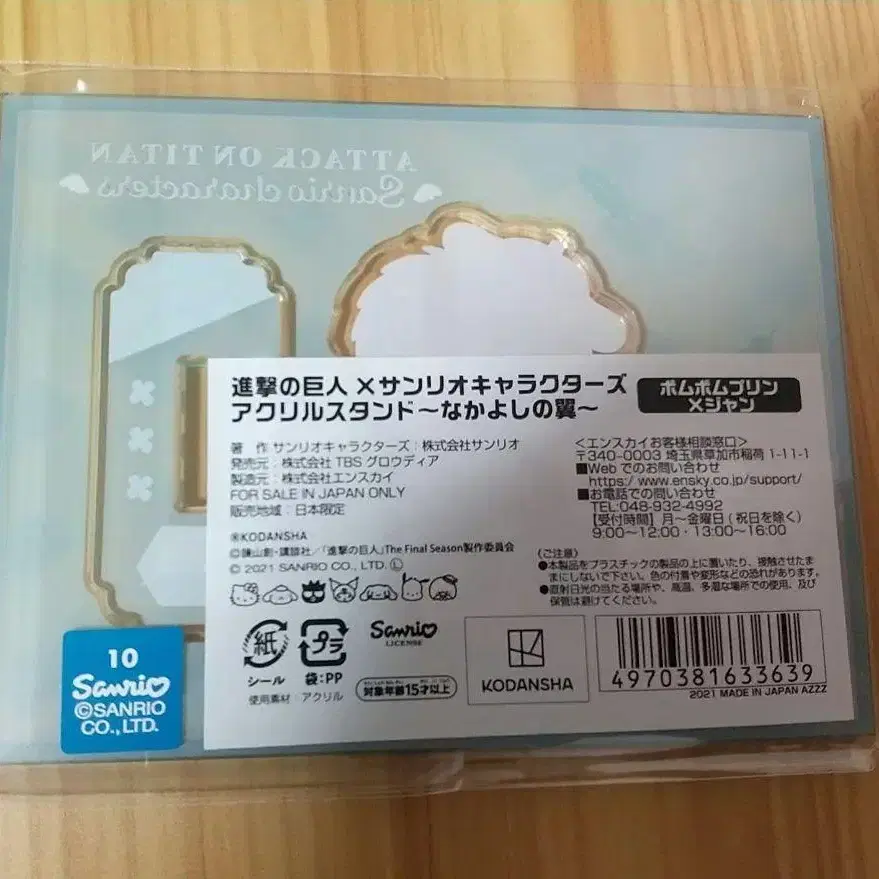 ATTACK ON TITAN
Sanrio characters
進撃の巨人×サンリオキャラクターズ
アクリルスタンド～なかよしの翼～
ポムポムプリン
×ジャン
著 作 サンリオキャラクターズ：株式会社サンリオ
発売元：株式会社 TBS グロウディア
製造元：株式会社エンスカイ
FOR SALE IN JAPAN ONLY
販売地域：日本限定
®KODANSHA
©諫山創・講談社／「進撃の巨人」The Final Season製作委員会
© 2021 SANRIO CO., LTD. Ⓛ
＜エンスカイお客様相談窓口＞
〒340-0003 埼玉県草加市稲荷 1-11-1
■Web でのお問い合わせ
https://www.ensky.co.jp/support/
■お電話での問い合わせ
TEL:048-932-4992
【受付時間】月～金曜日(祝日を除く)
9:00～12:00・13:00～16:00
〈ご注意〉
●本製品をプラスチックの製品の上に置いたり、接触させたま
まにしないで下さい。色の付着や変形などの恐れがあります。
●直射日光の当たる場所や、高温、多湿な場所での使用、及び
保管は避けてください。
紙
シール
プラ
袋:PP
使用素材：アクリル
Sanrio
LICENSE
対象年齢15才以上
KODANSHA
4970381633639
2021 MADE IN JAPAN AZZZ
10
Sanrio
©SANRIO
CO., LTD.